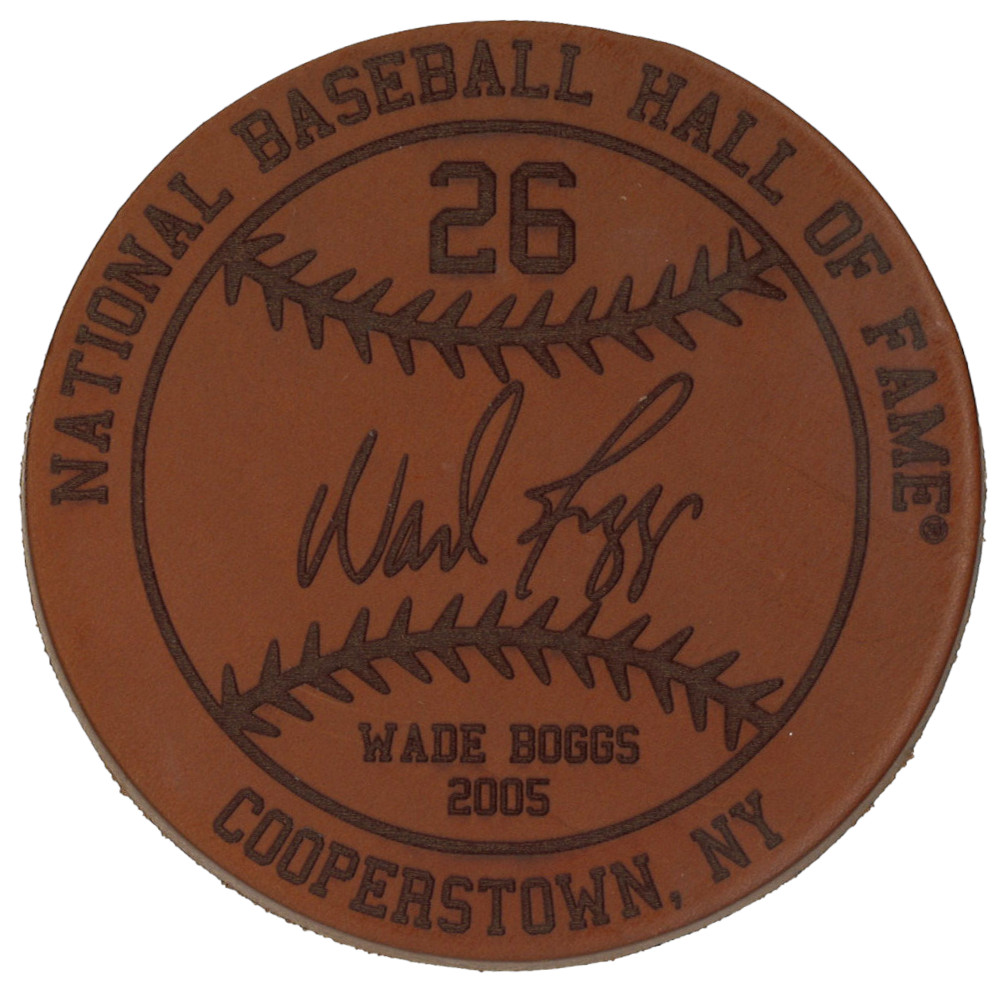 NATIONAL BASEBALL HALL OF FAME®
26
Wade Boggs
WADE BOGGS
2005
COOPERSTOWN, NY